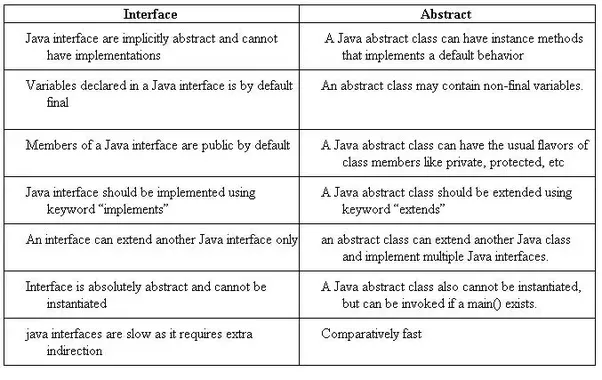 Interface
Abstract
Java interface are implicitly abstract and cannot
have implementations
A Java abstract class can have instance methods
that implements a default behavior
Variables declared in a Java interface is by default
final
An abstract class may contain non-final variables.
Members of a Java interface are public by default
A Java abstract class can have the usual flavors of
class members like private, protected, etc
Java interface should be implemented using
keyword “implements”
A Java abstract class should be extended using
keyword “extends”
An interface can extend another Java interface only
an abstract class can extend another Java class
and implement multiple Java interfaces.
Interface is absolutely abstract and cannot be
instantiated
A Java abstract class also cannot be instantiated,
but can be invoked if a main() exists.
java interfaces are slow as it requires extra
indirection
Comparatively fast